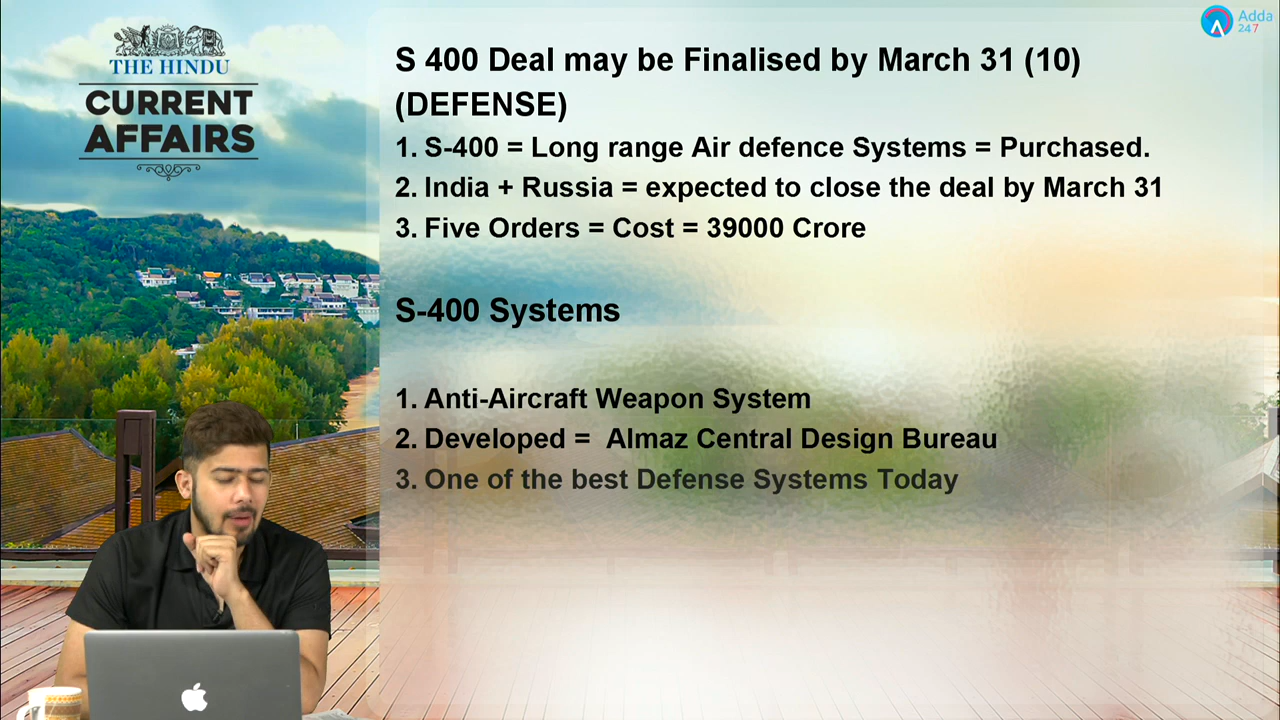 THE HINDU
CURRENT
AFFAIRS
Adda
247
S 400 Deal may be Finalised by March 31 (10)
(DEFENSE)
1. S-400 = Long range Air defence Systems = Purchased.
2. India + Russia = expected to close the deal by March 31
3. Five Orders = Cost = 39000 Crore
S-400 Systems
1. Anti-Aircraft Weapon System
2. Developed = Almaz Central Design Bureau
3. One of the best Defense Systems Today